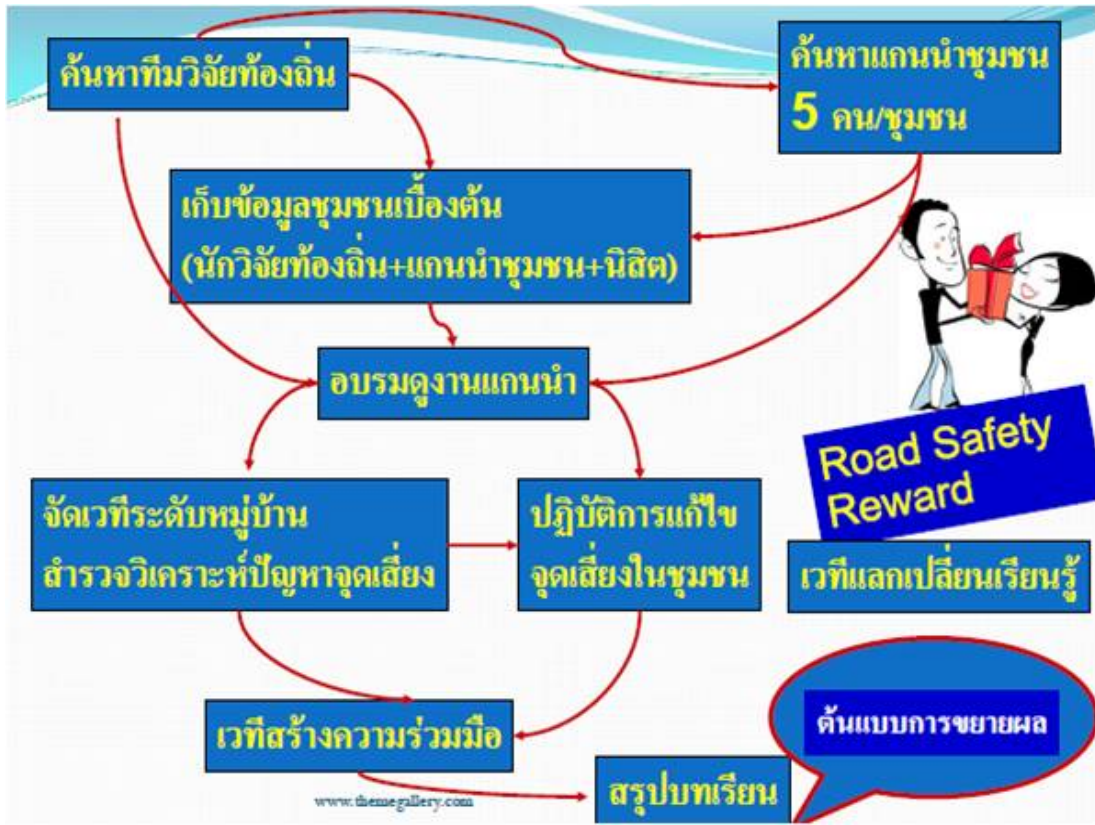 ค้นหาทีมวิจัยท้องถิ่น
ค้นหาแกนนำชุมชน
5 คน/ชุมชน
เก็บข้อมูลชุมชนเบื้องต้น
(นักวิจัยท้องถิ่น+แกนนำชุมชน+นิสิต)
อบรมดูงานแกนนำ
Road Safety
Reward
จัดเวทีระดับหมู่บ้าน
สำรวจวิเคราะห์ปัญหาจุดเสี่ยง
ปฏิบัติการแก้ไข
จุดเสี่ยงในชุมชน
เวทีแลกเปลี่ยนเรียนรู้
เวทีสร้างความร่วมมือ
ต้นแบบการขยายผล
สรุปบทเรียน
www.themegallery.com